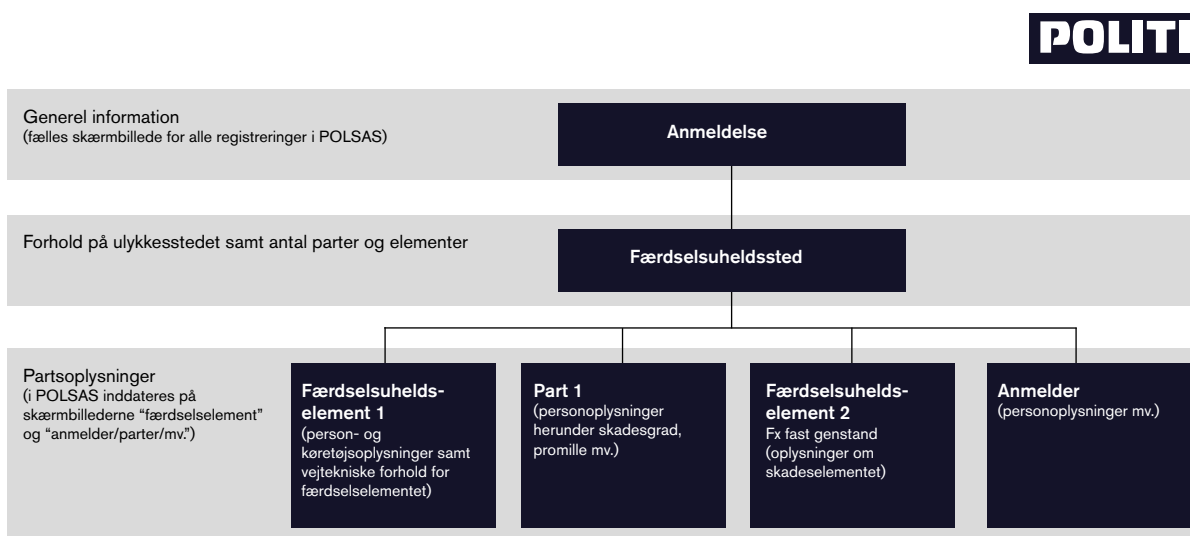 POLITI
Generel information
(fælles skærmbillede for alle registreringer i POLSAS)
Anmeldelse
Forhold på ulykkesstedet samt antal parter og elementer
Færdselsuheldssted
Partsoplysninger
(i POLSAS inddateres på
skærmbillederne “færdselselement”
og “anmelder/parter/mv.”)
Færdselsuhelds-
element 1
(person- og
køretøjsoplysninger samt
vejtekniske forhold for
færdselselementet)
Part 1
(personoplysninger
herunder skadesgrad,
promille mv.)
Færdselsuhelds-
element 2
Fx fast genstand
(oplysninger om
skadeselementet)
Anmelder
(personoplysninger mv.)